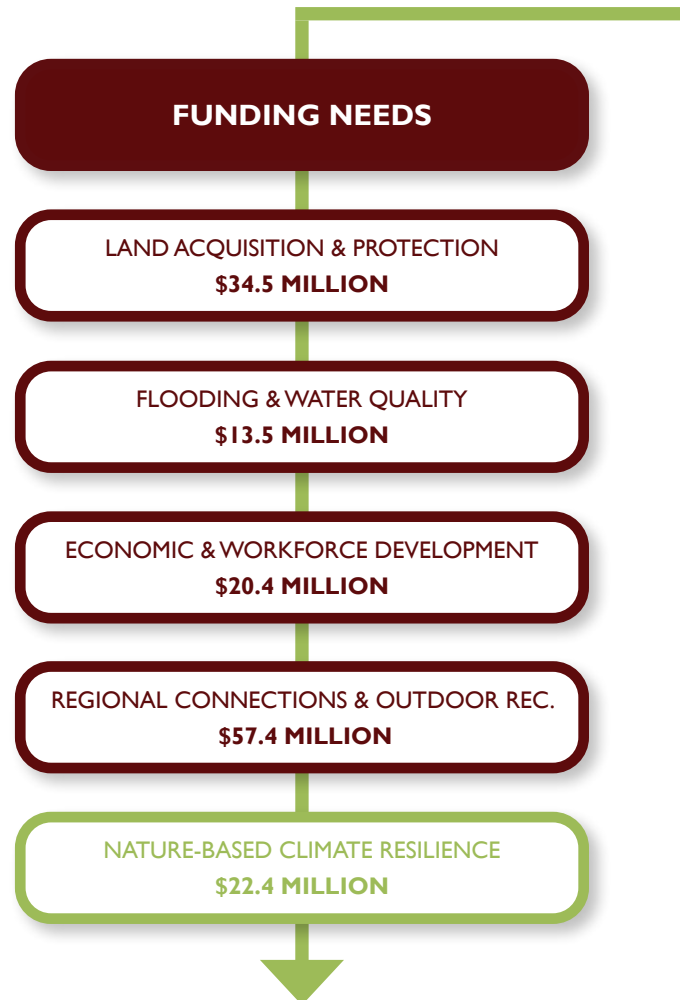 FUNDING NEEDS
LAND ACQUISITION & PROTECTION
$34.5 MILLION
FLOODING & WATER QUALITY
$13.5 MILLION
ECONOMIC & WORKFORCE DEVELOPMENT
$20.4 MILLION
REGIONAL CONNECTIONS & OUTDOOR REC.
$57.4 MILLION
NATURE-BASED CLIMATE RESILIENCE
$22.4 MILLION